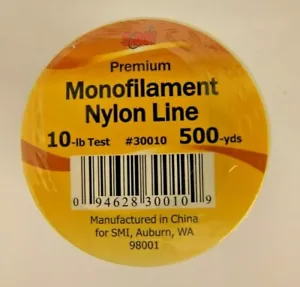 Premium
Monofilament
Nylon Line
10-lb Test #30010 500-yds
0 94628 30010 9
Manufactured in China
for SMI, Auburn, WA
98001